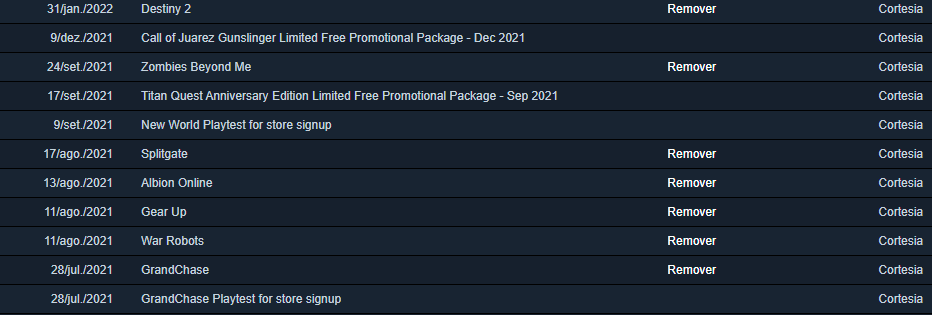 31/jan./2022 Destiny 2 Remover Cortesia
9/dez./2021 Call of Juarez Gunslinger Limited Free Promotional Package - Dec 2021 Cortesia
24/set./2021 Zombies Beyond Me Remover Cortesia
17/set./2021 Titan Quest Anniversary Edition Limited Free Promotional Package - Sep 2021 Cortesia
9/set./2021 New World Playtest for store signup Cortesia
17/ago./2021 Splitgate Remover Cortesia
13/ago./2021 Albion Online Remover Cortesia
11/ago./2021 Gear Up Remover Cortesia
11/ago./2021 War Robots Remover Cortesia
28/jul./2021 GrandChase Remover Cortesia
28/jul./2021 GrandChase Playtest for store signup Cortesia